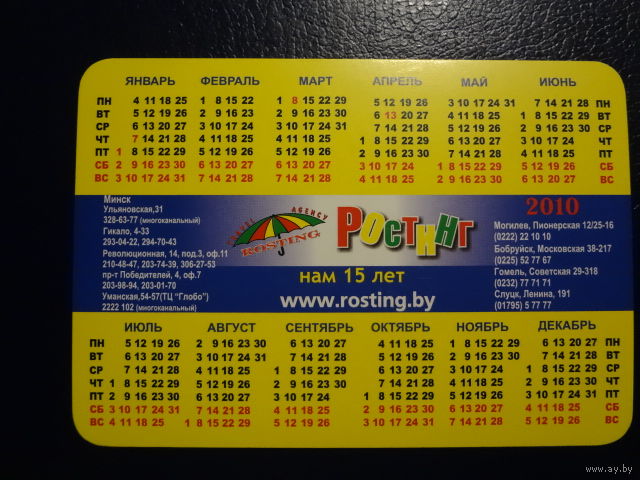 ЯНВАРЬ ФЕВРАЛЬ МАРТ АПРЕЛЬ МАЙ ИЮНЬ
ПН 4 11 18 25 1 8 15 22 1 8 15 22 29 5 12 19 26 3 10 17 24 31 7 14 21 28 ПН
ВТ 5 12 19 26 2 9 16 23 2 9 16 23 30 6 13 20 27 4 11 18 25 1 8 15 22 29 ВТ
СР 6 13 20 27 3 10 17 24 3 10 17 24 31 7 14 21 28 5 12 19 26 2 9 16 23 30 СР
ЧТ 7 14 21 28 4 11 18 25 4 11 18 25 1 8 15 22 29 6 13 20 27 3 10 17 24 ЧТ
ПТ 1 8 15 22 29 5 12 19 26 5 12 19 26 2 9 16 23 30 7 14 21 28 4 11 18 25 ПТ
СБ 2 9 16 23 30 6 13 20 27 6 13 20 27 3 10 17 24 1 8 15 22 29 5 12 19 26 СБ
ВС 3 10 17 24 31 7 14 21 28 7 14 21 28 4 11 18 25 2 9 16 23 30 6 13 20 27 ВС
Минск
Ульяновская,31
328-63-77 (многоканальный)
Гикало, 4-33
293-04-22, 294-70-43
Революционная, 14, под.3, оф.11
210-48-47, 203-74-39, 306-27-53
пр-т Победителей, 4, оф.7
203-98-94, 203-01-70
Уманская,54-57(ТЦ "Глобо")
2222 102 (многоканальный)
TRAVEL AGENCY
ROSTING
РОСТИНГ
нам 15 лет
www.rosting.by
2010
Могилев, Пионерская 12/25-16
(0222) 22 10 10
Бобруйск, Московская 38-217
(0225) 52 77 67
Гомель, Советская 29-318
(0232) 77 71 71
Слуцк, Ленина, 191
(01795) 5 77 77
ИЮЛЬ АВГУСТ СЕНТЯБРЬ ОКТЯБРЬ НОЯБРЬ ДЕКАБРЬ
ПН 5 12 19 26 2 9 16 23 30 6 13 20 27 4 11 18 25 1 8 15 22 29 6 13 20 27 ПН
ВТ 6 13 20 27 3 10 17 24 31 7 14 21 28 5 12 19 26 2 9 16 23 30 7 14 21 28 ВТ
СР 7 14 21 28 4 11 18 25 1 8 15 22 29 6 13 20 27 3 10 17 24 1 8 15 22 29 СР
ЧТ 1 8 15 22 29 5 12 19 26 2 9 16 23 30 7 14 21 28 4 11 18 25 2 9 16 23 30 ЧТ
ПТ 2 9 16 23 30 6 13 20 27 3 10 17 24 1 8 15 22 29 5 12 19 26 3 10 17 24 31 ПТ
СБ 3 10 17 24 31 7 14 21 28 4 11 18 25 2 9 16 23 30 6 13 20 27 4 11 18 25 СБ
ВС 4 11 18 25 1 8 15 22 29 5 12 19 26 3 10 17 24 31 7 14 21 28 5 12 19 26 ВС
www.ay.by